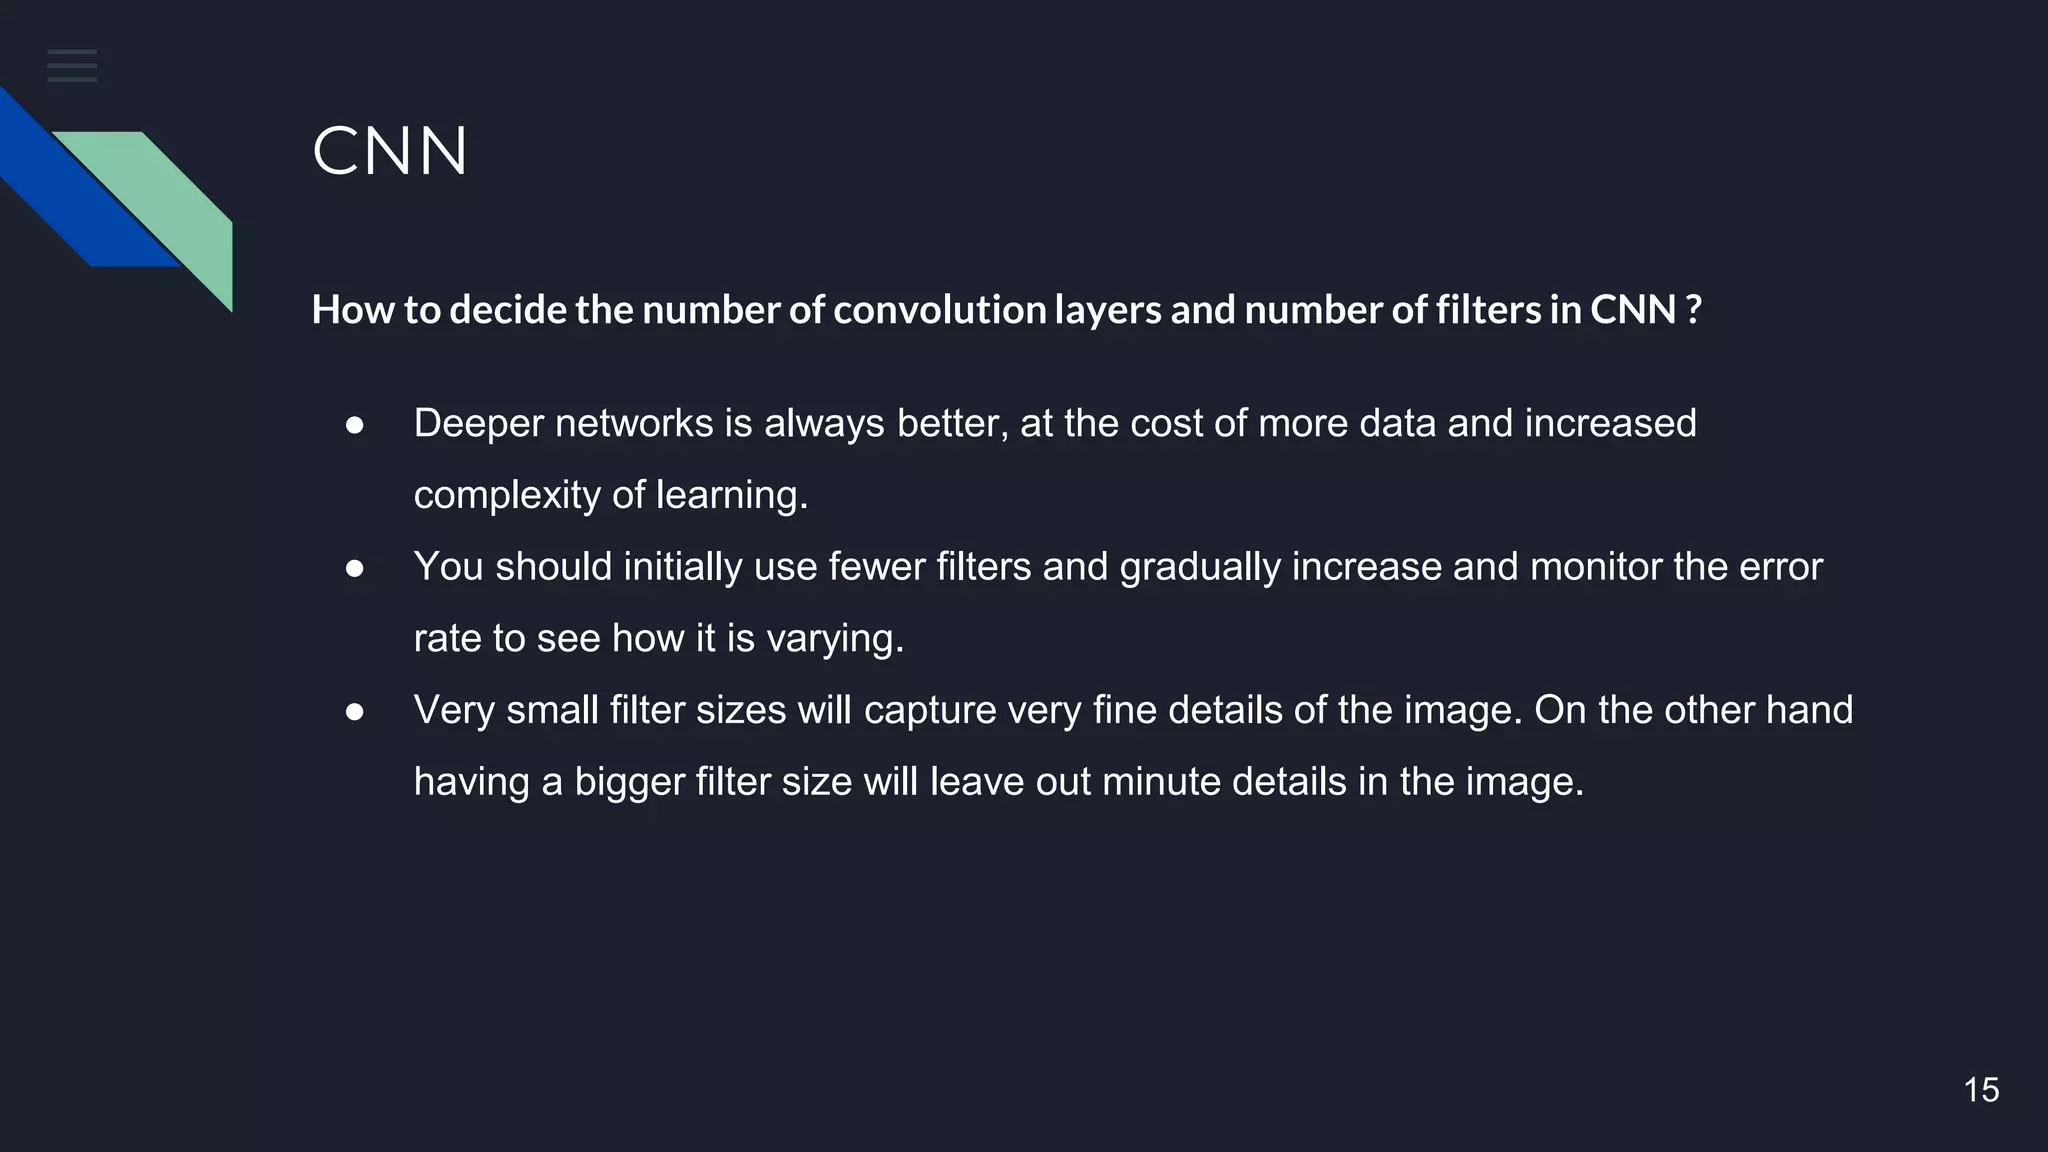 CNN
How to decide the number of convolution layers and number of filters in CNN ?
● Deeper networks is always better, at the cost of more data and increased
complexity of learning.
● You should initially use fewer filters and gradually increase and monitor the error
rate to see how it is varying.
● Very small filter sizes will capture very fine details of the image. On the other hand
having a bigger filter size will leave out minute details in the image.
15